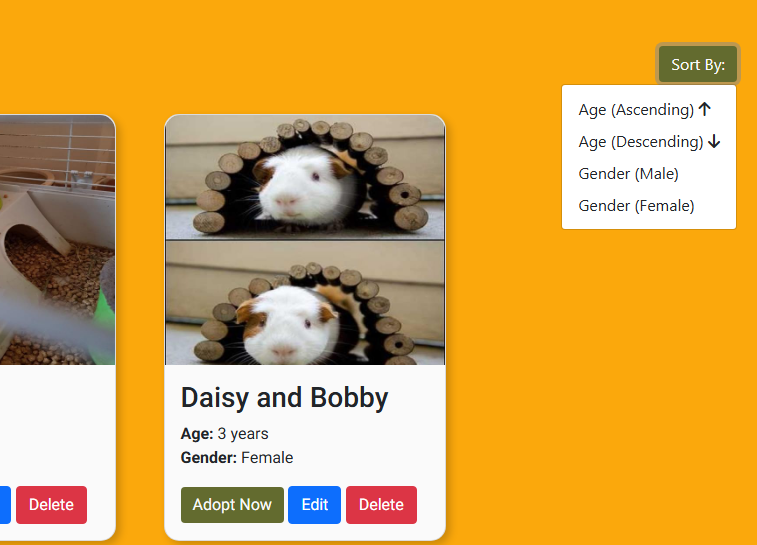 Sort By:
Age (Ascending) ↑
Age (Descending) ↓
Gender (Male)
Gender (Female)
Daisy and Bobby
Age: 3 years
Gender: Female
Delete
Adopt Now
Edit
Delete